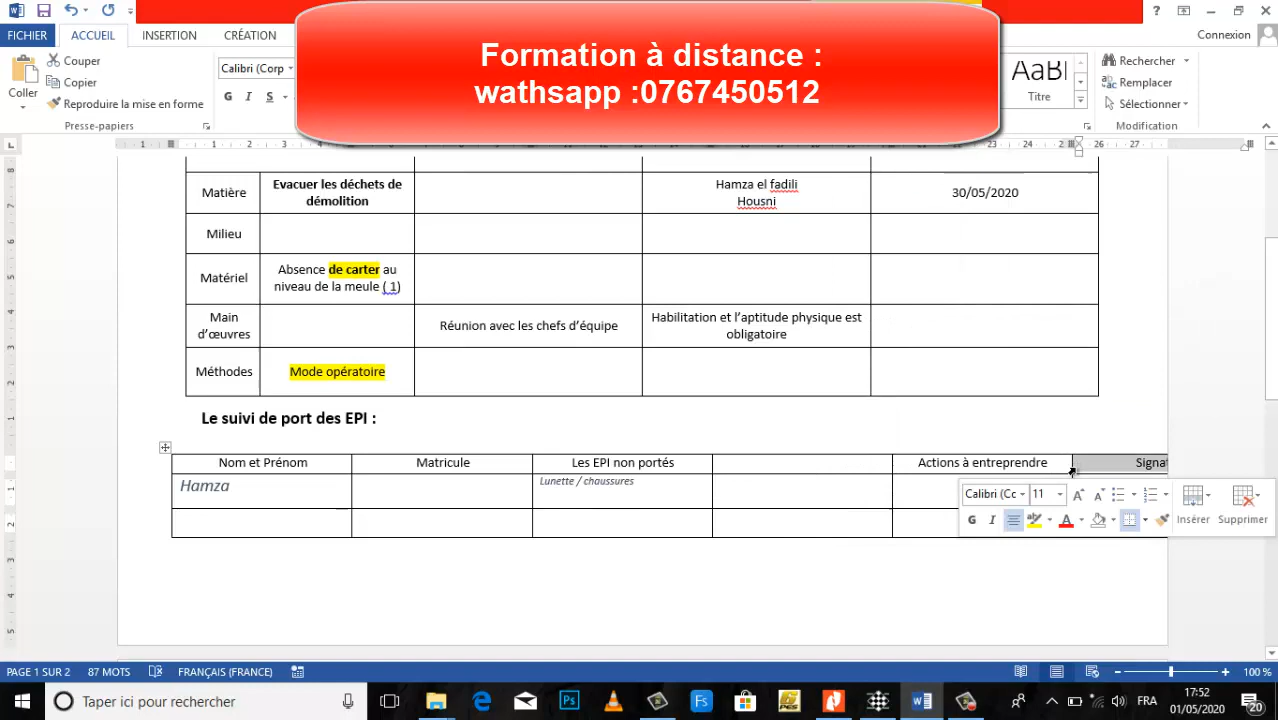 Formation à distance :
wathsapp :0767450512
Connexion
FICHIER
ACCUEIL
INSERTION
CRÉATION
Coller
Couper
Copier
Reproduire la mise en forme
Presse-papiers
Calibri (Corp
G I S
AaBl
Titre
Rechercher
Remplacer
Sélectionner
Modification
Matière
Evacuer les déchets de
démolition
Hamza el fadili
Housni
30/05/2020
Milieu
Matériel
Absence de carter au
niveau de la meule ( 1)
Main
d’œuvres
Réunion avec les chefs d’équipe
Habilitation et l’aptitude physique est
obligatoire
Méthodes
Mode opératoire
Le suivi de port des EPI :
Nom et Prénom
Matricule
Les EPI non portés
Actions à entreprendre
Signat
Hamza
Lunette / chaussures
Calibri (Cc
11
G I
Insérer
Supprimer
PAGE 1 SUR 2
87 MOTS
FRANÇAIS (FRANCE)
100 %
Taper ici pour rechercher
FRA
17:52
01/05/2020
20